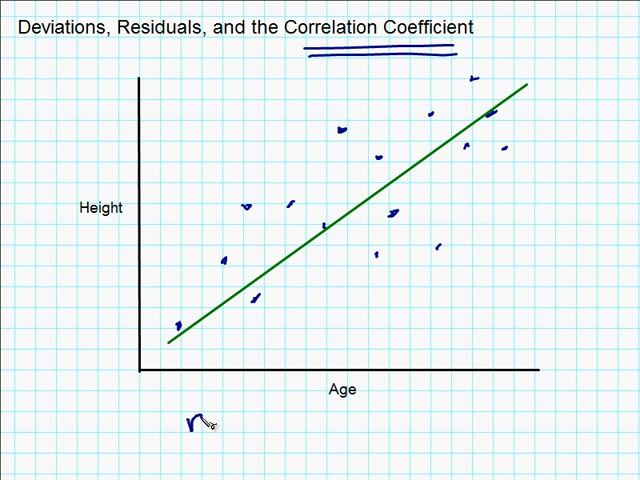 Deviations, Residuals, and the Correlation Coefficient
Height
Age
r